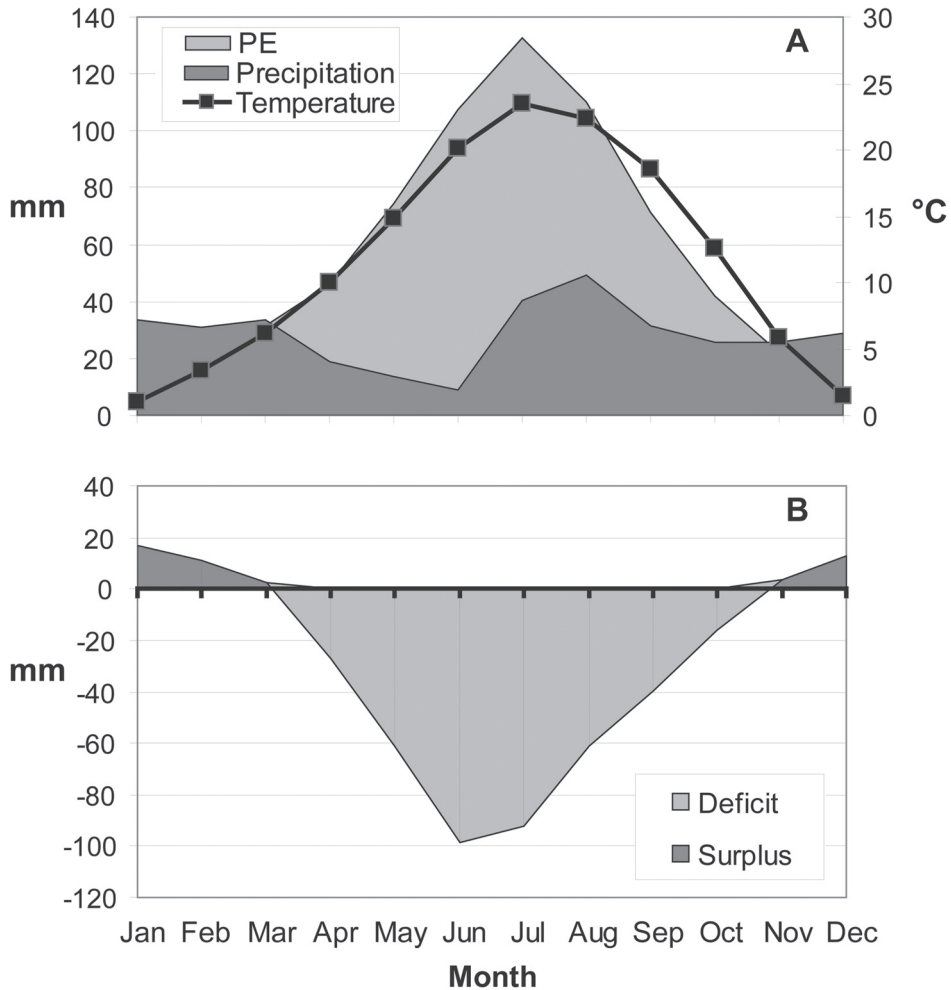 140
120
100
80
60
40
20
0
mm
PE
Precipitation
Temperature
A
30
25
20
15
10
5
0
°C
40
20
0
-20
-40
-60
-80
-100
-120
mm
B
Deficit
Surplus
Jan Feb Mar Apr May Jun Jul Aug Sep Oct Nov Dec
Month